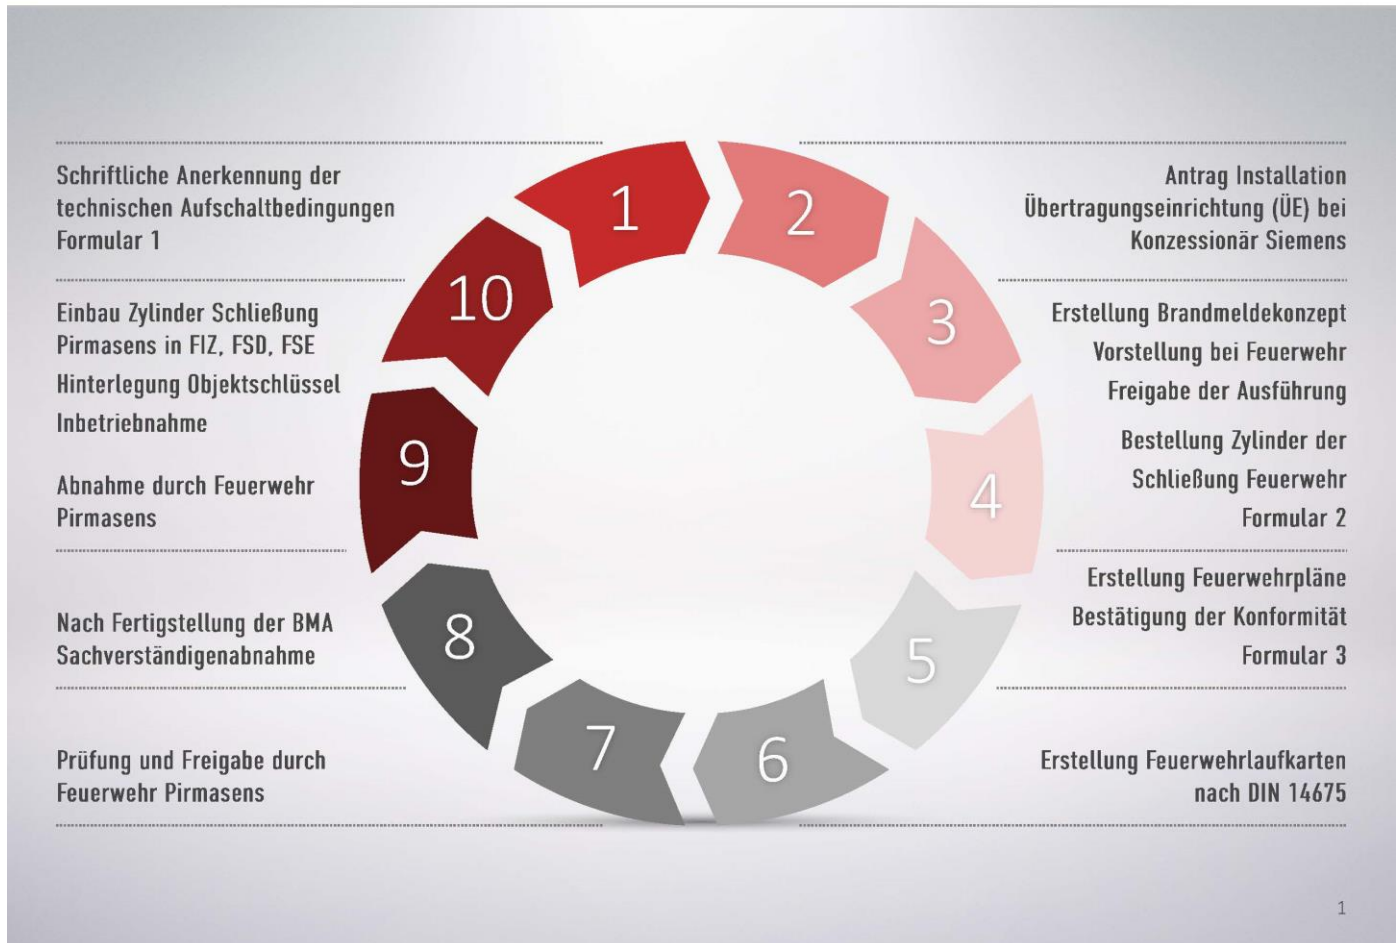 Schriftliche Anerkennung der
technischen Aufschaltbedingungen
Formular 1
1
2
Antrag Installation
Übertragungseinrichtung (ÜE) bei
Konzessionär Siemens
3
Erstellung Brandmeldekonzept
Vorstellung bei Feuerwehr
Freigabe der Ausführung
4
Bestellung Zylinder der
Schließung Feuerwehr
Formular 2
5
Erstellung Feuerwehrpläne
Bestätigung der Konformität
Formular 3
6
Erstellung Feuerwehrlaufkarten
nach DIN 14675
7
Prüfung und Freigabe durch
Feuerwehr Pirmasens
8
Nach Fertigstellung der BMA
Sachverständigenabnahme
9
Abnahme durch Feuerwehr
Pirmasens
10
Einbau Zylinder Schließung
Pirmasens in FIZ, FSD, FSE
Hinterlegung Objektschlüssel
Inbetriebnahme
1